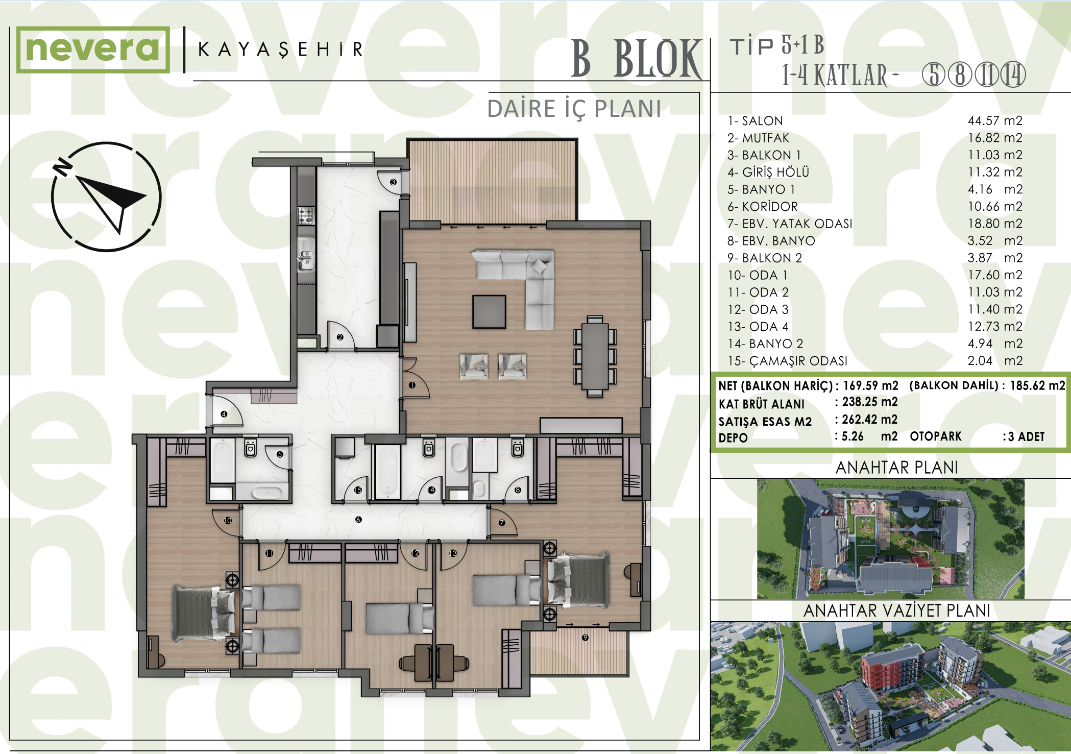 nevera
KAYAŞEHİR
B BLOK
DAİRE İÇ PLANI
TİP 5+1 B
1-4 KATLAR - 5 8 11 14
N
1- SALON 44.57 m2
2- MUTFAK 16.82 m2
3- BALKON 1 11.03 m2
4- GİRİŞ HÖLÜ 11.32 m2
5- BANYO 1 4.16 m2
6- KORİDOR 10.66 m2
7- EBV. YATAK ODASI 18.80 m2
8- EBV. BANYO 3.52 m2
9- BALKON 2 3.87 m2
10- ODA 1 17.60 m2
11- ODA 2 11.03 m2
12- ODA 3 11.40 m2
13- ODA 4 12.73 m2
14- BANYO 2 4.94 m2
15- ÇAMAŞIR ODASI 2.04 m2
NET (BALKON HARİÇ) : 169.59 m2 (BALKON DAHİL) : 185.62 m2
KAT BRÜT ALANI : 238.25 m2
SATIŞA ESAS M2 : 262.42 m2
DEPO : 5.26 m2 OTOPARK : 3 ADET
ANAHTAR PLANI
ANAHTAR VAZİYET PLANI